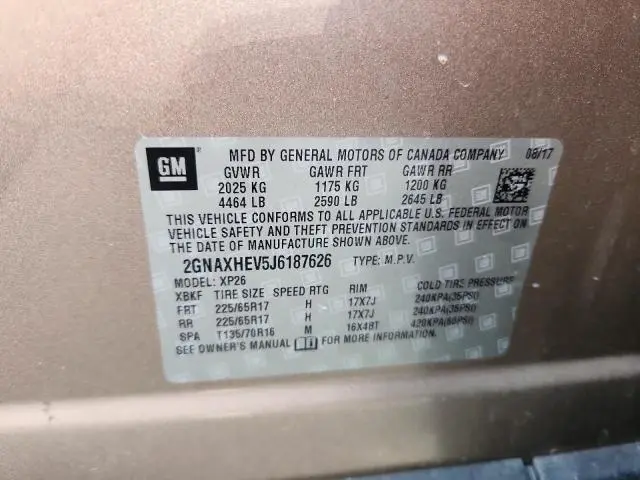 GM
MFD BY GENERAL MOTORS OF CANADA COMPANY 08/17
GVWR GAWR FRT GAWR RR
2025 KG 1175 KG 1200 KG
4464 LB 2590 LB 2645 LB
THIS VEHICLE CONFORMS TO ALL APPLICABLE U.S. FEDERAL MOTOR
VEHICLE SAFETY AND THEFT PREVENTION STANDARDS IN EFFECT ON
THE DATE OF MANUFACTURE SHOWN ABOVE.
2GNAXHEV5J6187626 TYPE: M.P.V.
MODEL: XP26
XBKF TIRE SIZE SPEED RTG RIM COLD TIRE PRESSURE
FRT 225/65R17 H 17X7J 240KPA(35PSI)
RR 225/65R17 H 17X7J 240KPA(35PSI)
SPA T135/70R16 M 16X4BT 420KPA(60PSI)
SEE OWNER'S MANUAL FOR MORE INFORMATION.